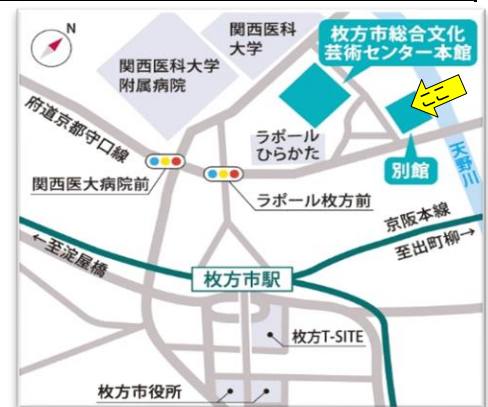 N
関西医科
大学
枚方市総合文化
芸術センター本館
関西医科大学
附属病院
ここ
府道京都守口線
ラポール
ひらかた
別館
天野川
関西医大病院前
ラポール枚方前
京阪本線
←至淀屋橋
至出町柳→
枚方市駅
枚方T-SITE
枚方市役所